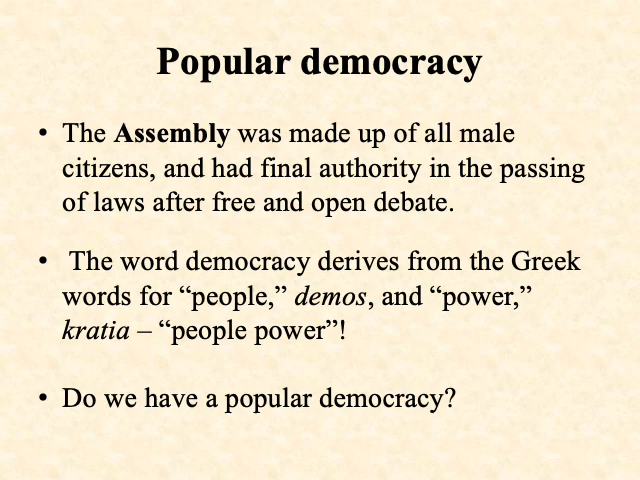 Popular democracy
• The Assembly was made up of all male
citizens, and had final authority in the passing
of laws after free and open debate.
• The word democracy derives from the Greek
words for “people,” demos, and “power,”
kratia – “people power”!
• Do we have a popular democracy?